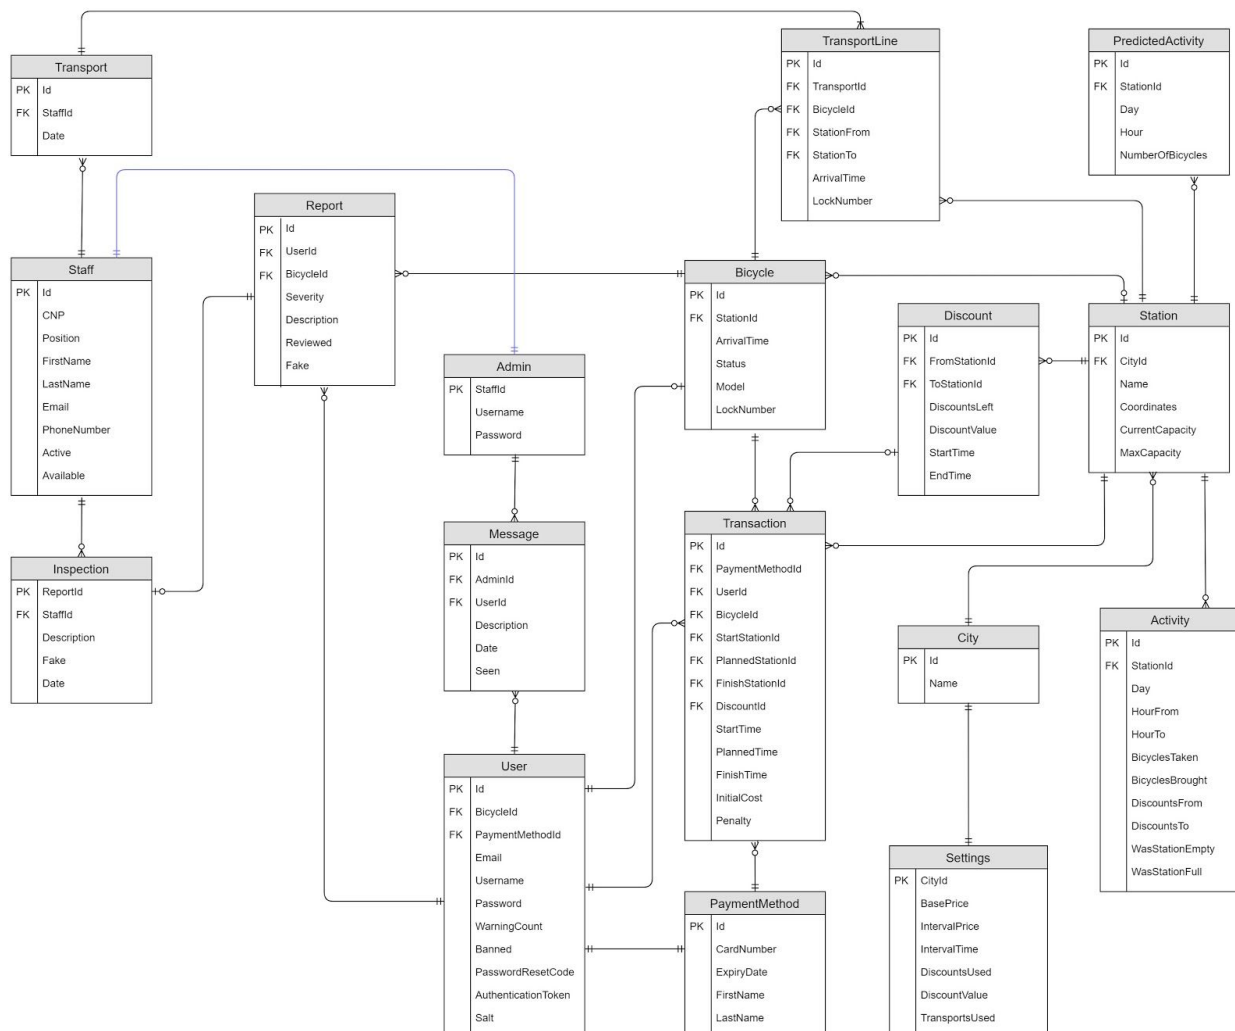 Transport
PK Id
FK StaffId
Date
TransportLine
PK Id
FK TransportId
FK BicycleId
FK StationFrom
FK StationTo
ArrivalTime
LockNumber
PredictedActivity
PK Id
FK StationId
Day
Hour
NumberOfBicycles
Report
PK Id
FK UserId
FK BicycleId
Severity
Description
Reviewed
Fake
Staff
PK Id
CNP
Position
FirstName
LastName
Email
PhoneNumber
Active
Available
Bicycle
PK Id
FK StationId
ArrivalTime
Status
Model
LockNumber
Discount
PK Id
FK FromStationId
FK ToStationId
DiscountsLeft
DiscountValue
StartTime
EndTime
Station
PK Id
FK CityId
Name
Coordinates
CurrentCapacity
MaxCapacity
Admin
PK StaffId
Username
Password
Message
PK Id
FK AdminId
FK UserId
Description
Date
Seen
Transaction
PK Id
FK PaymentMethodId
FK UserId
FK BicycleId
FK StartStationId
FK PlannedStationId
FK FinishStationId
FK DiscountId
StartTime
PlannedTime
FinishTime
InitialCost
Penalty
Inspection
PK ReportId
FK StaffId
Description
Fake
Date
City
PK Id
Name
Activity
PK Id
FK StationId
Day
HourFrom
HourTo
BicyclesTaken
BicyclesBrought
DiscountsFrom
DiscountsTo
WasStationEmpty
WasStationFull
User
PK Id
FK BicycleId
FK PaymentMethodId
Email
Username
Password
WarningCount
Banned
PasswordResetCode
AuthenticationToken
Salt
PaymentMethod
PK Id
CardNumber
ExpiryDate
FirstName
LastName
Settings
PK CityId
BasePrice
IntervalPrice
IntervalTime
DiscountsUsed
DiscountValue
TransportsUsed